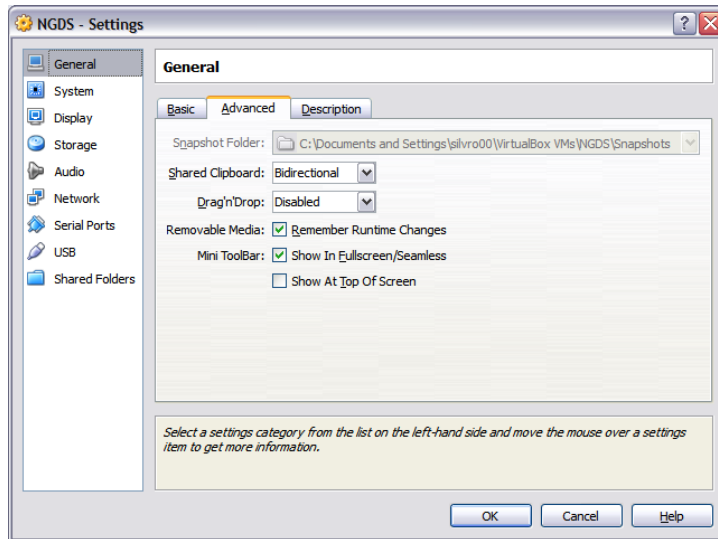 NGDS - Settings
General
System
Display
Storage
Audio
Network
Serial Ports
USB
Shared Folders
General
Basic
Advanced
Description
Snapshot Folder: C:\Documents and Settings\silvro00\VirtualBox VMs\NGDS\Snapshots
Shared Clipboard: Bidirectional
Drag'n'Drop: Disabled
Removable Media: Remember Runtime Changes
Mini ToolBar: Show In Fullscreen/Seamless
Show At Top Of Screen
Select a settings category from the list on the left-hand side and move the mouse over a settings
item to get more information.
OK
Cancel
Help